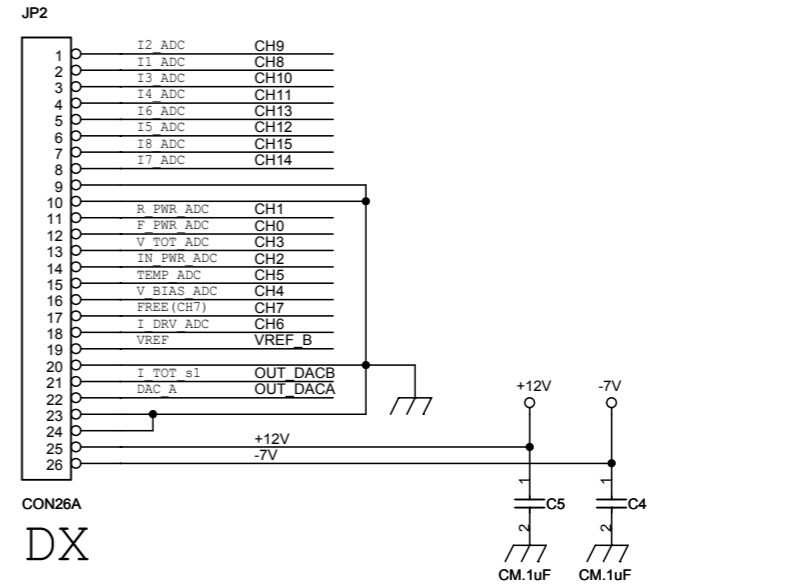 JP2
1 I2_ADC CH9
2 I1_ADC CH8
3 I3_ADC CH10
4 I4_ADC CH11
5 I6_ADC CH13
6 I5_ADC CH12
7 I8_ADC CH15
8 I7_ADC CH14
9
10
11 R_PWR_ADC CH1
12 F_PWR_ADC CH0
13 V_TOT_ADC CH3
14 IN_PWR_ADC CH2
15 TEMP_ADC CH5
16 V_BIAS_ADC CH4
17 FREE(CH7) CH7
18 I_DRV_ADC CH6
19 VREF VREF_B
20
21 I_TOT_s1 OUT_DACB
22 DAC_A OUT_DACA
23
24
25 +12V
26 -7V
CON26A
DX
+12V -7V
1 1
C5 C4
2 2
CM.1uF CM.1uF